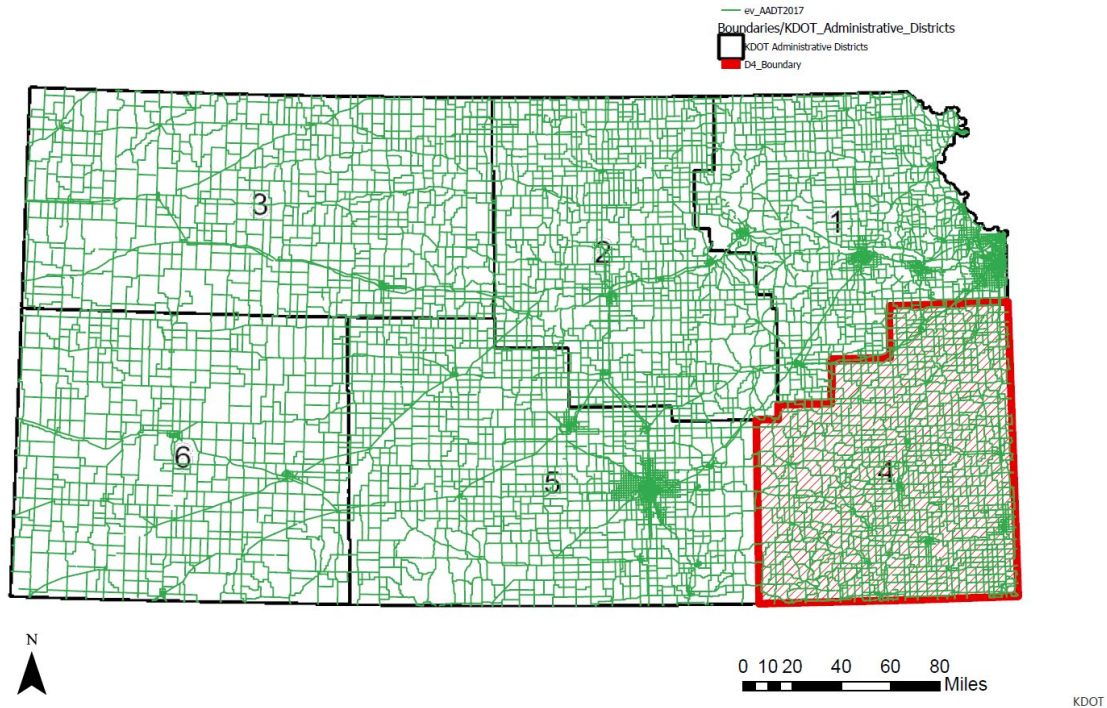 ev_AADT2017
Boundaries/KDOT_Administrative_Districts
KDOT Administrative Districts
D4_Boundary
3
2
1
6
5
4
N
0 10 20 40 60 80
Miles
KDOT